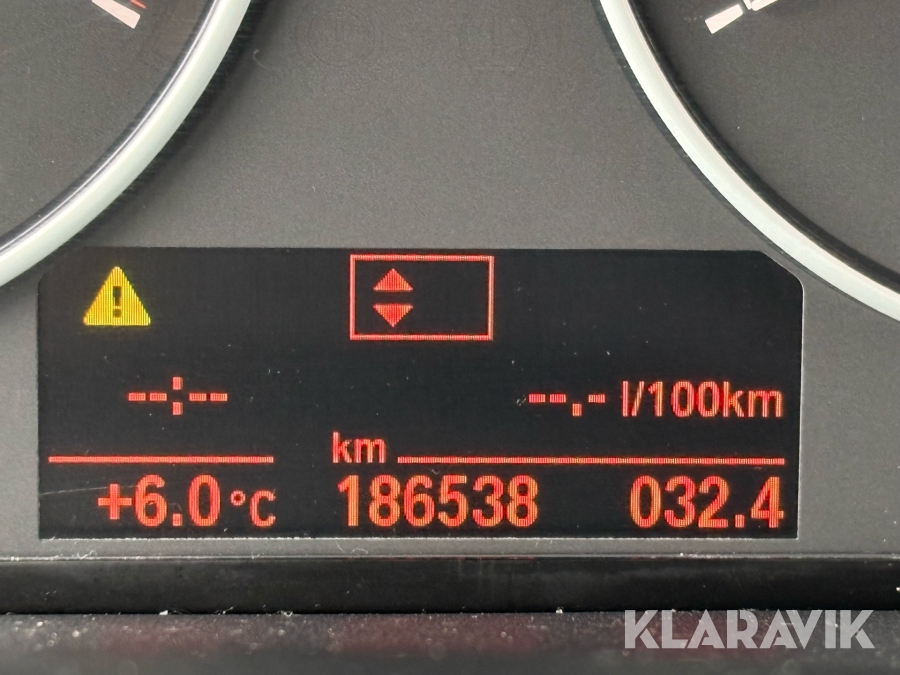 --:-- --.- l/100km
km
+6.0 °C 186538 032.4
KLARAVIK